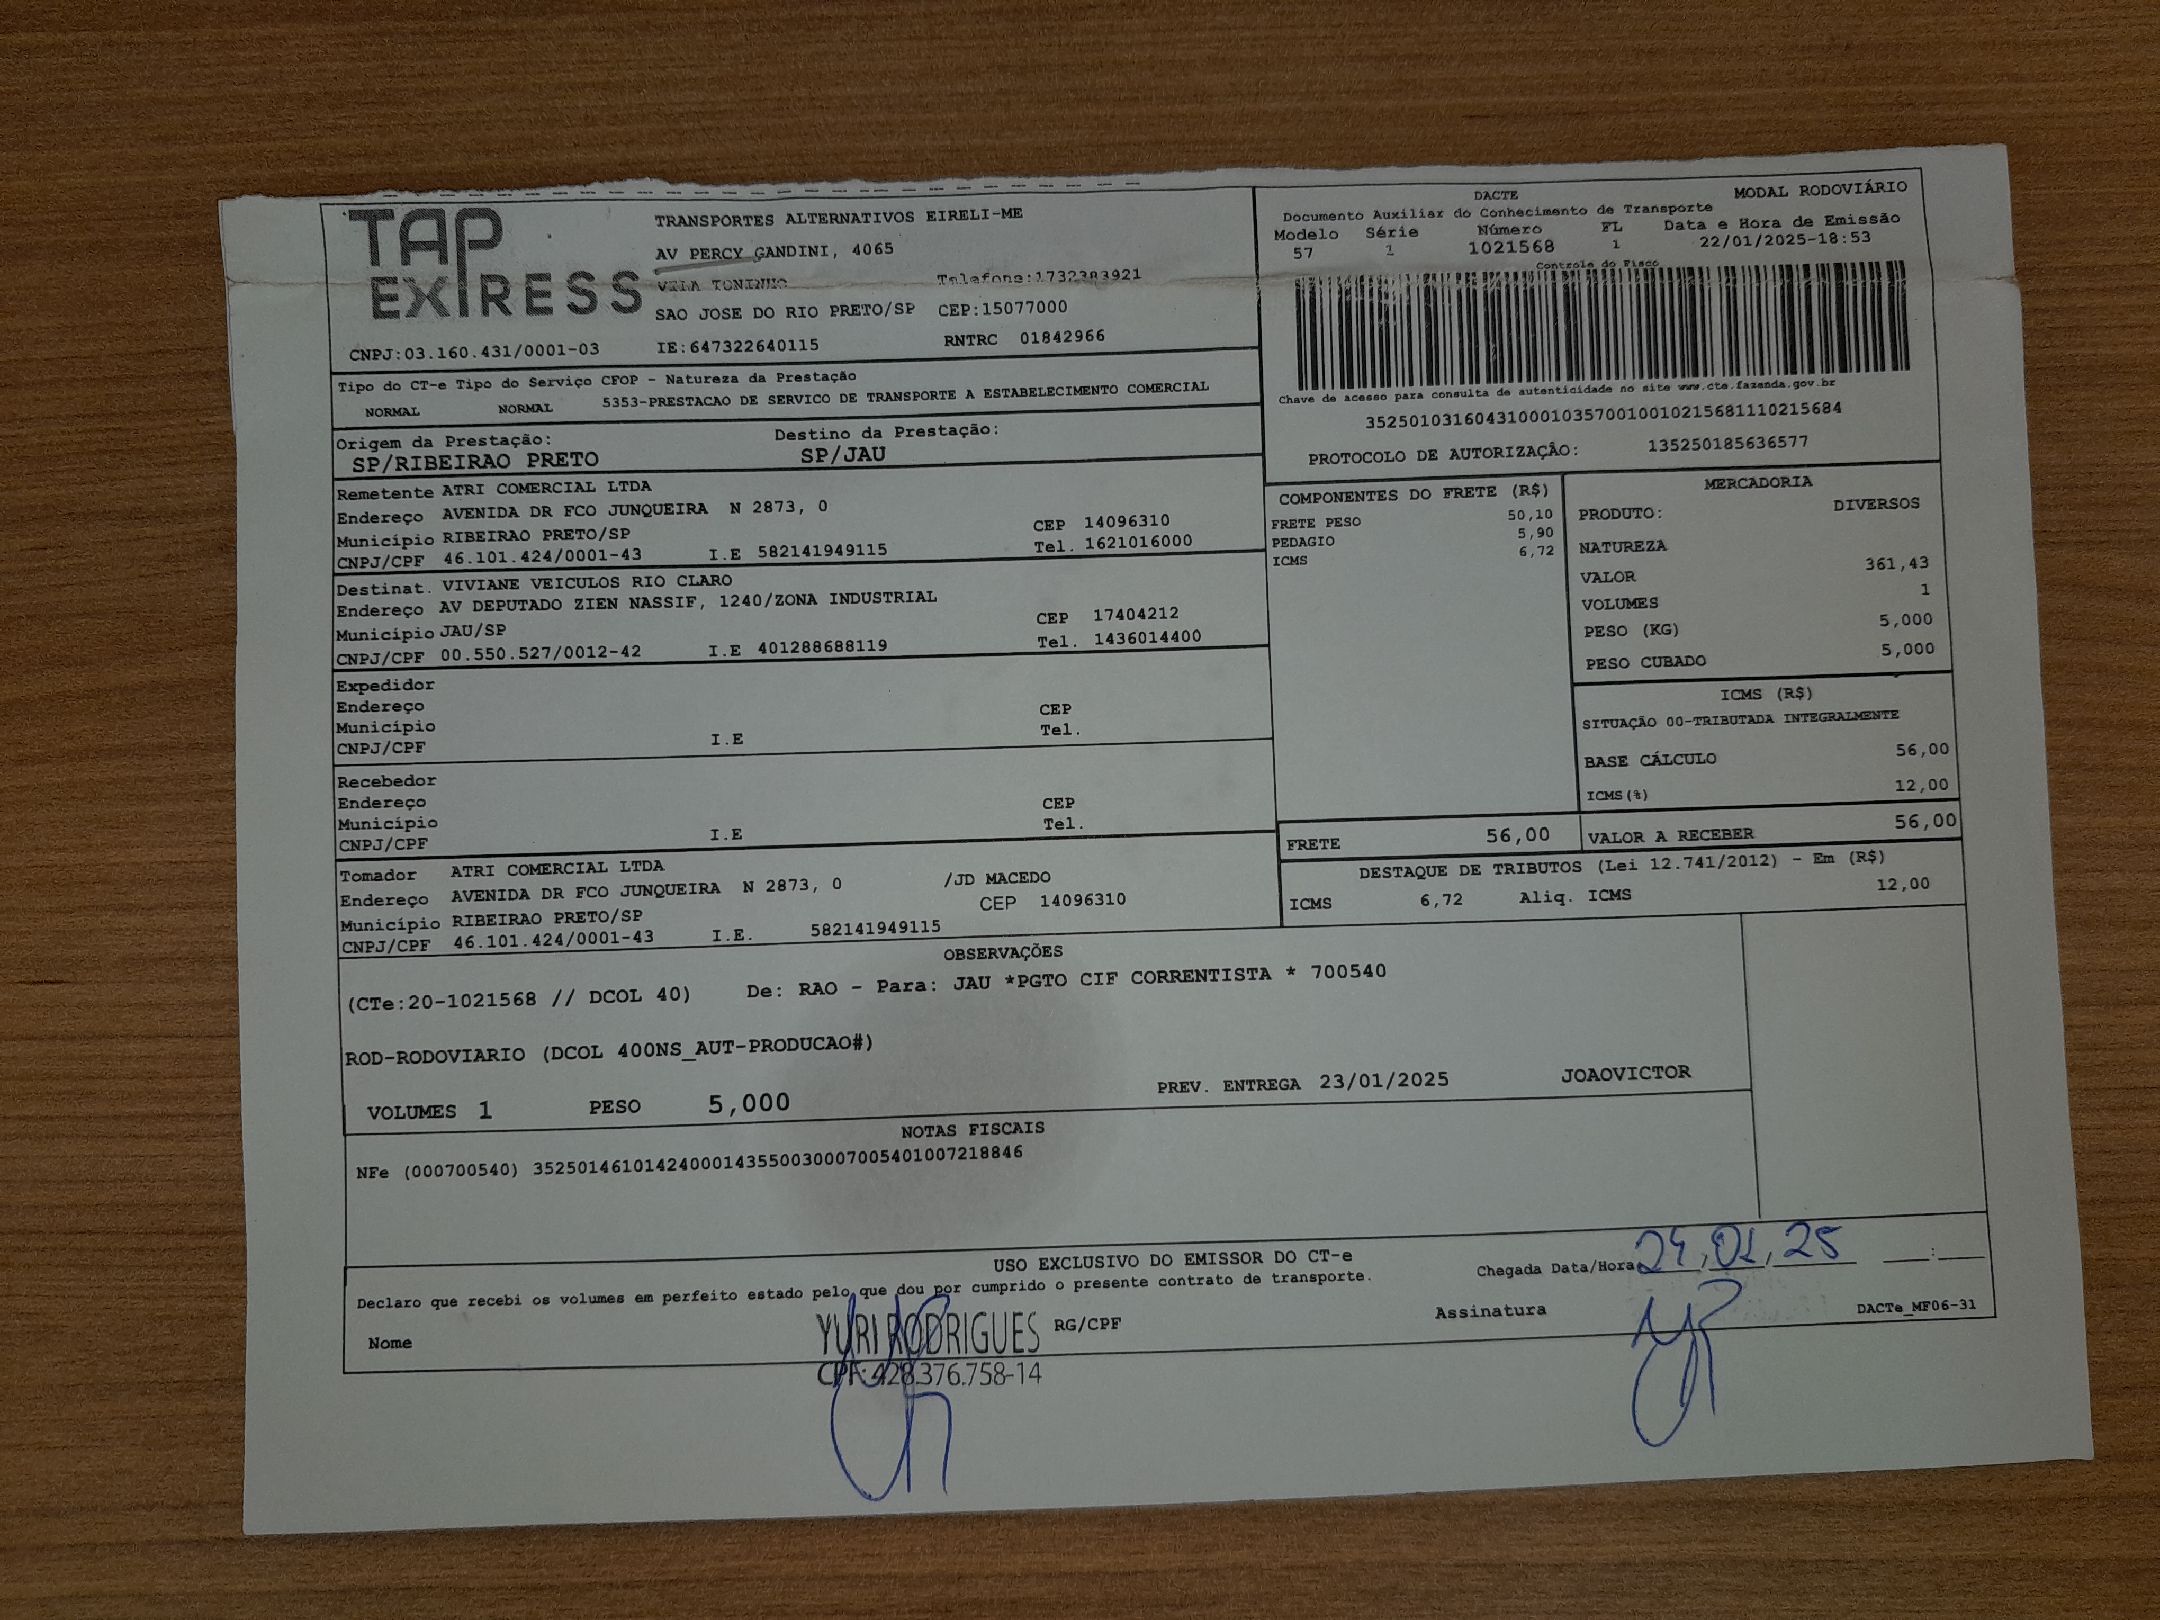 TAP EXPRESS
TRANSPORTES ALTERNATIVOS EIRELI-ME
AV PERCY GANDINI, 4065
VILA TONINHO Telefone:1732383921
SAO JOSE DO RIO PRETO/SP CEP:15077000
CNPJ:03.160.431/0001-03 IE:647322640115 RNTRC 01842966
DACTE MODAL RODOVIÁRIO
Documento Auxiliar do Conhecimento de Transporte
Modelo Série Número FL Data e Hora de Emissão
57 1 1021568 1 22/01/2025-18:53
Controle do Fisco
Chave de acesso para consulta de autenticidade no site www.cte.fazenda.gov.br
35250103160431000103570010010215681110215684
PROTOCOLO DE AUTORIZAÇÂO: 135250185636577
Tipo do CT-e Tipo do Serviço CFOP - Natureza da Prestação
NORMAL NORMAL 5353-PRESTACAO DE SERVICO DE TRANSPORTE A ESTABELECIMENTO COMERCIAL
Origem da Prestação: Destino da Prestação:
SP/RIBEIRAO PRETO SP/JAU
Remetente ATRI COMERCIAL LTDA
Endereço AVENIDA DR FCO JUNQUEIRA N 2873, 0
Município RIBEIRAO PRETO/SP CEP 14096310
CNPJ/CPF 46.101.424/0001-43 I.E 582141949115 Tel. 1621016000
Destinat. VIVIANE VEICULOS RIO CLARO
Endereço AV DEPUTADO ZIEN NASSIF, 1240/ZONA INDUSTRIAL
Município JAU/SP CEP 17404212
CNPJ/CPF 00.550.527/0012-42 I.E 401288688119 Tel. 1436014400
Expedidor
Endereço
Município CEP
CNPJ/CPF I.E Tel.
Recebedor
Endereço
Município CEP
CNPJ/CPF I.E Tel.
Tomador ATRI COMERCIAL LTDA
Endereço AVENIDA DR FCO JUNQUEIRA N 2873, 0 /JD MACEDO
Município RIBEIRAO PRETO/SP CEP 14096310
CNPJ/CPF 46.101.424/0001-43 I.E. 582141949115
COMPONENTES DO FRETE (R$)
FRETE PESO 50,10
PEDAGIO 5,90
ICMS 6,72
MERCADORIA
PRODUTO: DIVERSOS
NATUREZA
VALOR 361,43
VOLUMES 1
PESO (KG) 5,000
PESO CUBADO 5,000
ICMS (R$)
SITUAÇÃO 00-TRIBUTADA INTEGRALMENTE
BASE CÁLCULO 56,00
ICMS(%) 12,00
FRETE 56,00 VALOR A RECEBER 56,00
DESTAQUE DE TRIBUTOS (Lei 12.741/2012) - Em (R$)
ICMS 6,72 Aliq. ICMS 12,00
OBSERVAÇÕES
(CTe:20-1021568 // DCOL 40) De: RAO - Para: JAU *PGTO CIF CORRENTISTA * 700540
ROD-RODOVIARIO (DCOL 400NS_AUT-PRODUCAO#)
VOLUMES 1 PESO 5,000 PREV. ENTREGA 23/01/2025 JOAOVICTOR
NOTAS FISCAIS
NFe (000700540) 35250146101424000143550030007005401007218846
USO EXCLUSIVO DO EMISSOR DO CT-e
Declaro que recebi os volumes em perfeito estado pelo que dou por cumprido o presente contrato de transporte.
Chegada Data/Hora 24,01,25 :
Nome YURI RODRIGUES RG/CPF Assinatura DACTe_MF06-31
CPF: 428.376.758-14